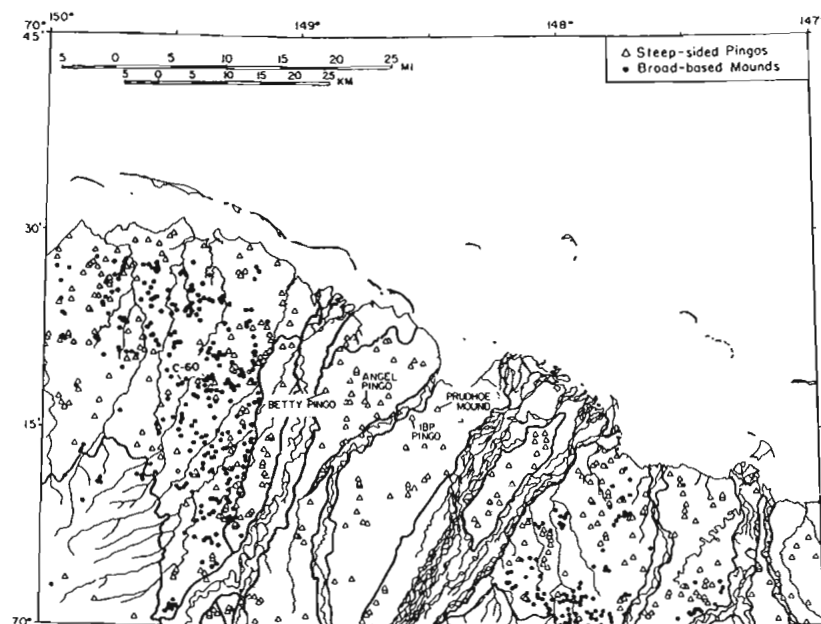 70° 150° 149° 148° 147°
45'
△ Steep-sided Pingos
• Broad-based Mounds
5 0 5 10 15 20 25 MI
5 0 5 10 15 20 25 KM
30'
C-60
ANGEL
PINGO
BETTY PINGO
PRUDHOE
MOUND
IBP
PINGO
15'
70°